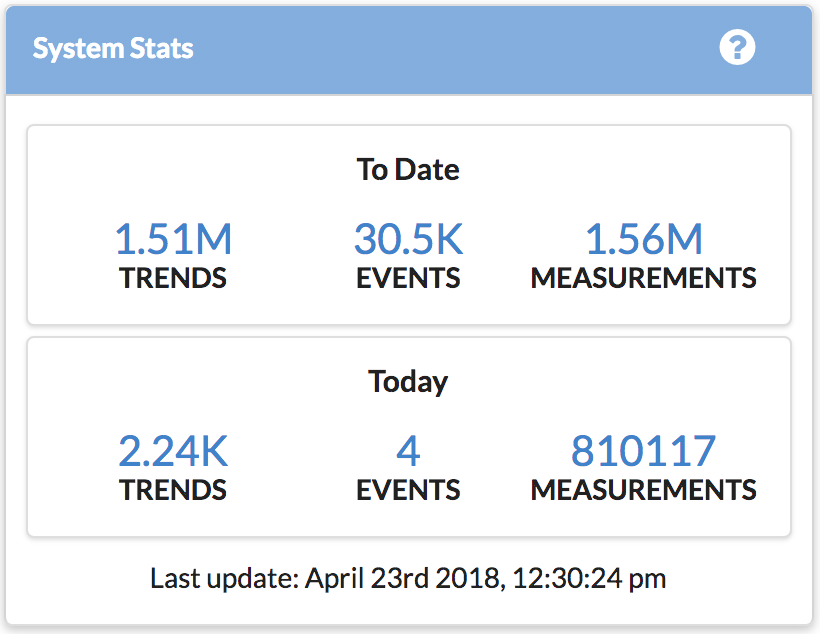 System Stats ?
To Date
1.51M 30.5K 1.56M
TRENDS EVENTS MEASUREMENTS
Today
2.24K 4 810117
TRENDS EVENTS MEASUREMENTS
Last update: April 23rd 2018, 12:30:24 pm